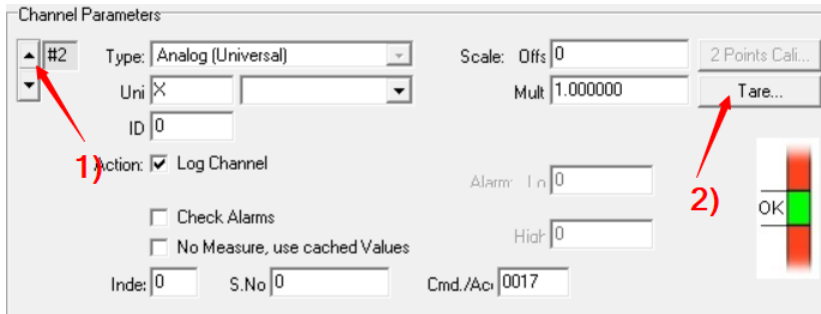 Channel Parameters
#2 Type: Analog (Universal) Scale: Offs 0 2 Points Cali...
Uni X Mult 1.000000 Tare...
ID 0
1) Action: Log Channel
Alarm: Lo 0 2) OK
Check Alarms
High 0
No Measure, use cached Values
Inde: 0 S.No 0 Cmd./Aci 0017